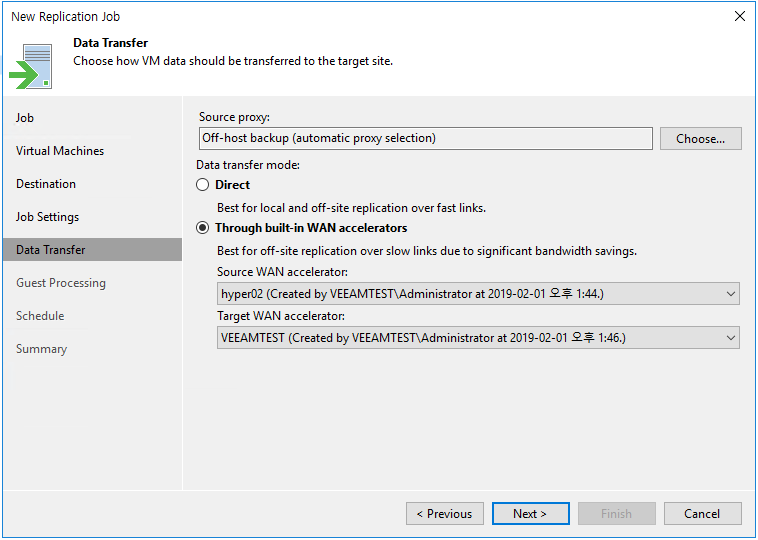 New Replication Job
Data Transfer
Choose how VM data should be transferred to the target site.
Job
Virtual Machines
Destination
Job Settings
Data Transfer
Guest Processing
Schedule
Summary
Source proxy:
Off-host backup (automatic proxy selection)
Choose...
Data transfer mode:
Direct
Best for local and off-site replication over fast links.
Through built-in WAN accelerators
Best for off-site replication over slow links due to significant bandwidth savings.
Source WAN accelerator:
hyper02 (Created by VEEAMTEST\Administrator at 2019-02-01 오후 1:44.)
Target WAN accelerator:
VEEAMTEST (Created by VEEAMTEST\Administrator at 2019-02-01 오후 1:46.)
< Previous
Next >
Finish
Cancel